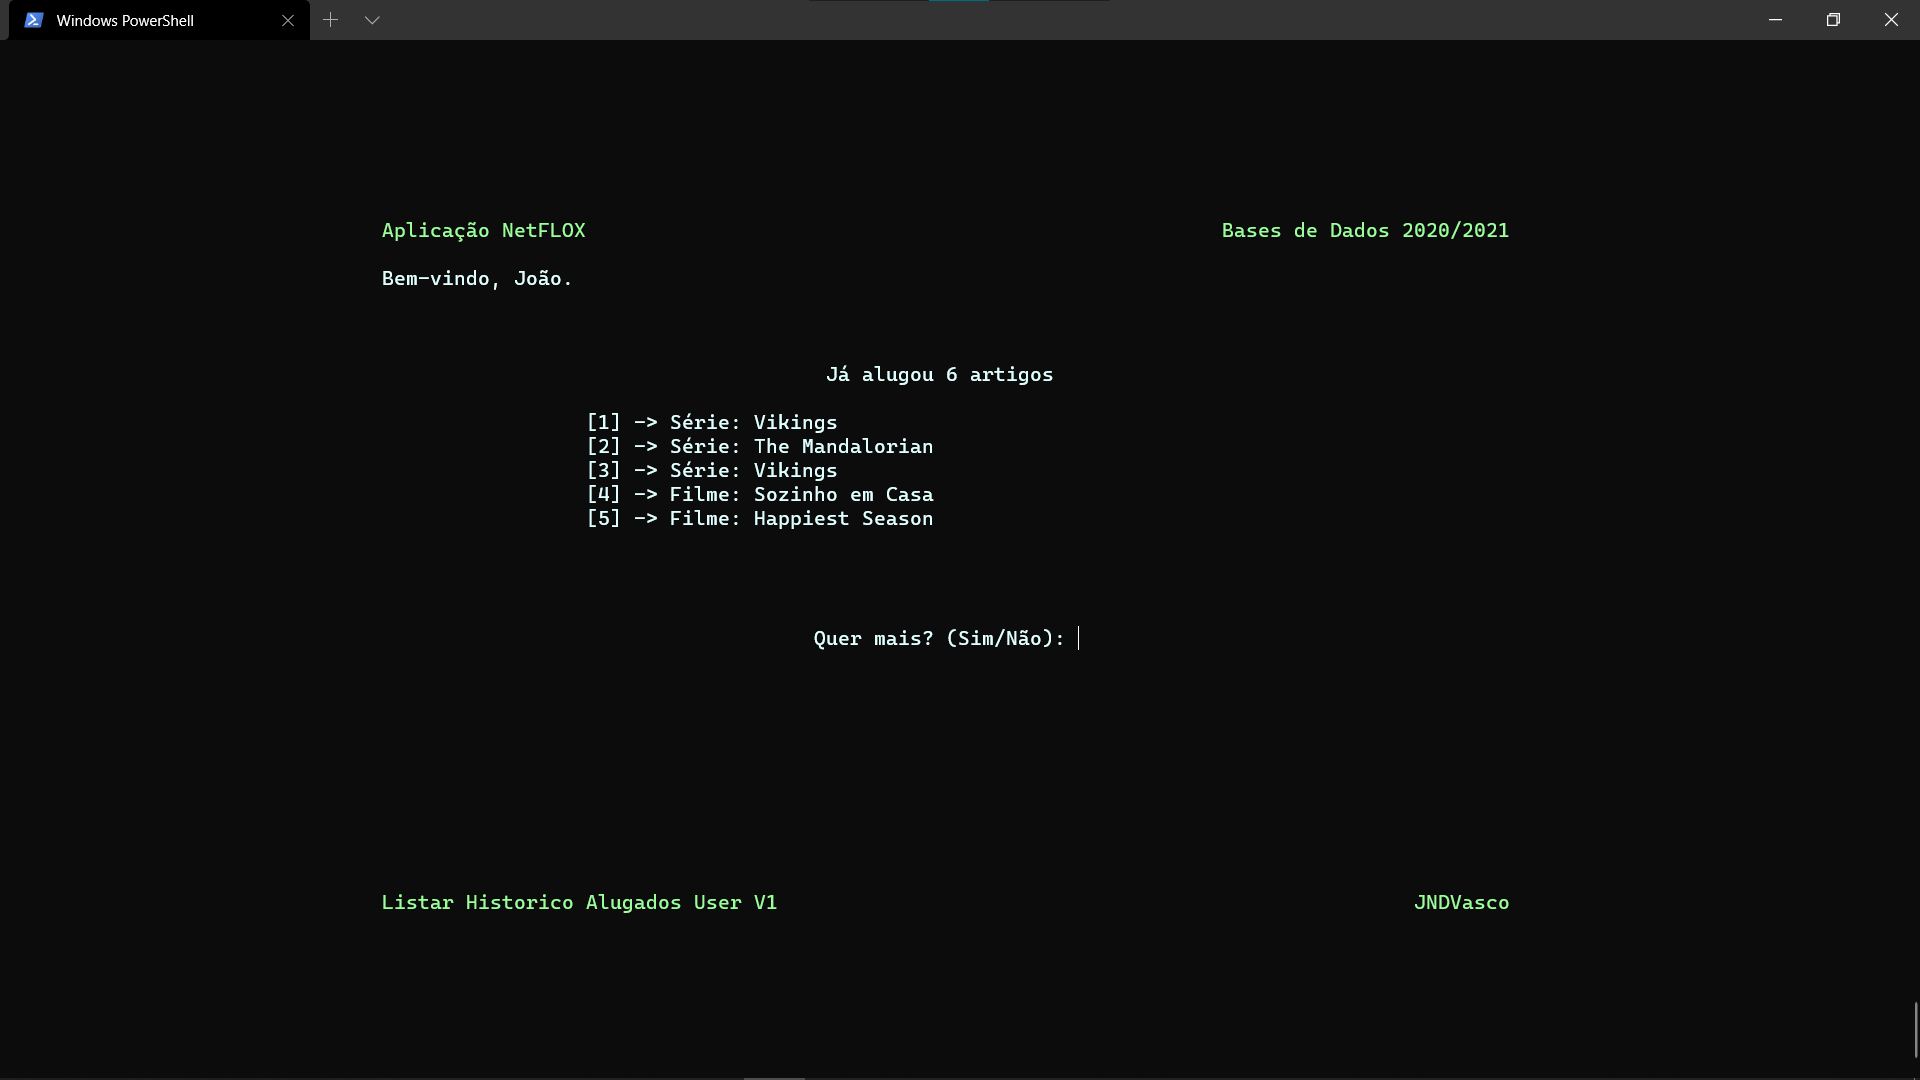 Windows PowerShell
Aplicação NetFLOX Bases de Dados 2020/2021
Bem-vindo, João.
Já alugou 6 artigos
[1] -> Série: Vikings
[2] -> Série: The Mandalorian
[3] -> Série: Vikings
[4] -> Filme: Sozinho em Casa
[5] -> Filme: Happiest Season
Quer mais? (Sim/Não):
Listar Historico Alugados User V1 JNDVasco